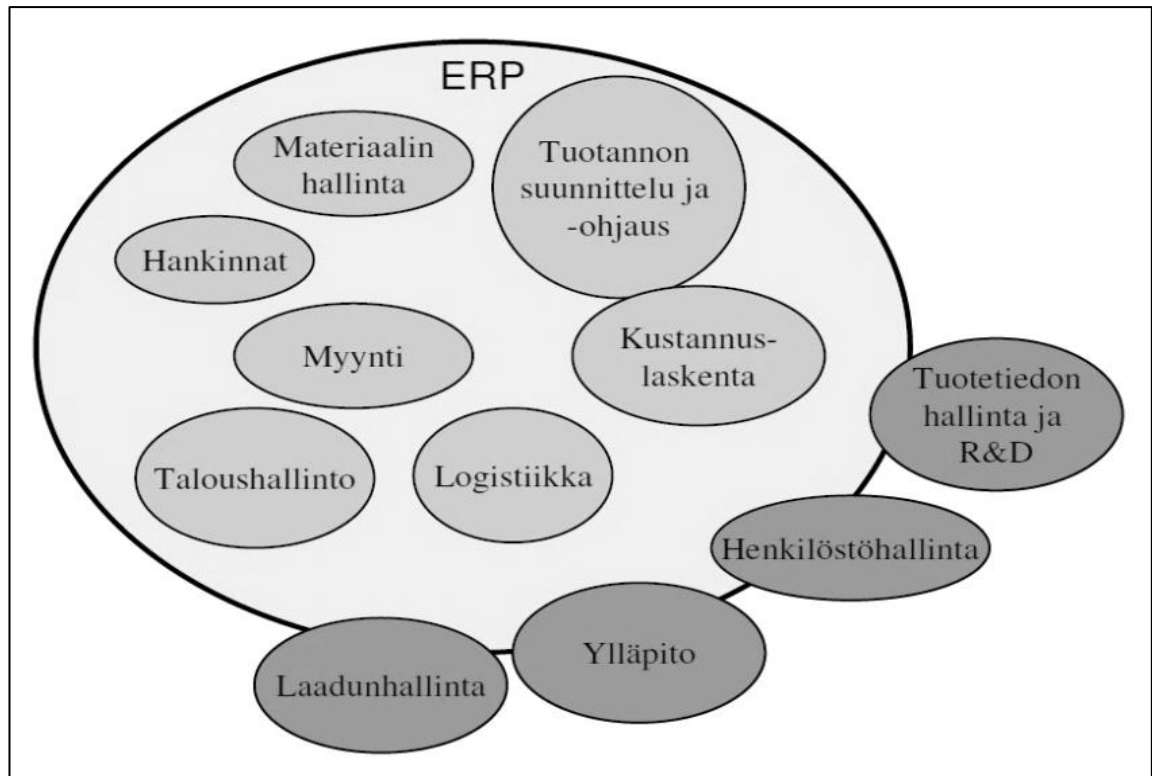 ERP
Materiaalin
hallinta
Tuotannon
suunnittelu ja
-ohjaus
Hankinnat
Myynti
Kustannus-
laskenta
Tuotetiedon
hallinta ja
R&D
Taloushallinto
Logistiikka
Henkilöstöhallinta
Ylläpito
Laadunhallinta